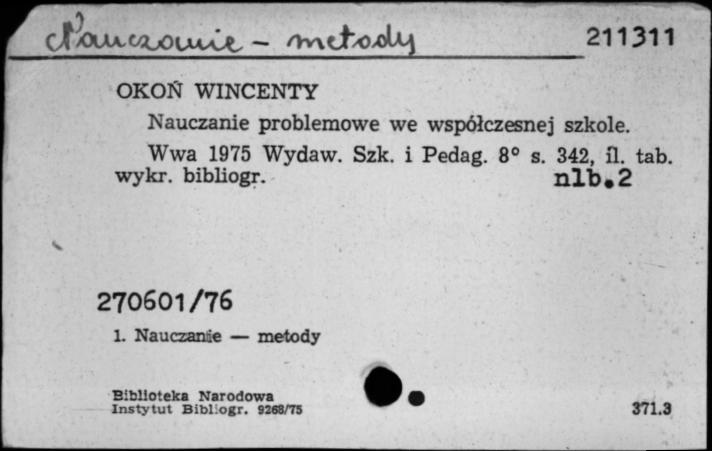 Nauczanie – metody
211311
OKOŃ WINCENTY
Nauczanie problemowe we współczesnej szkole.
Wwa 1975 Wydaw. Szk. i Pedag. 8° s. 342, il. tab.
wykr. bibliogr. nlb.2
270601/76
1. Nauczanie — metody
Biblioteka Narodowa
Instytut Bibliogr. 9268/75
371.3